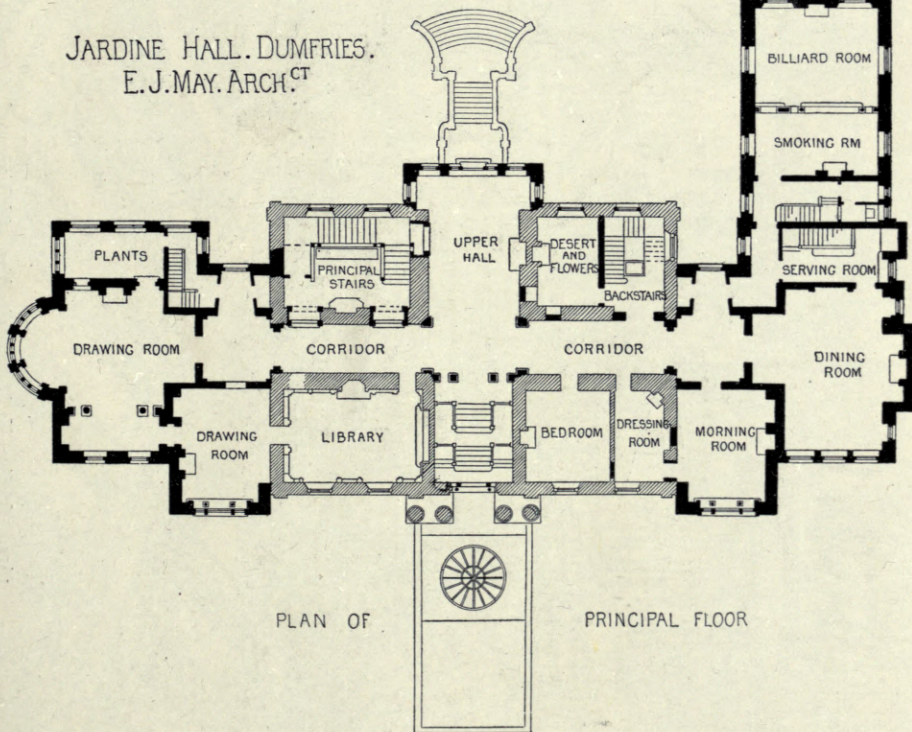 JARDINE HALL. DUMFRIES.
E.J. MAY. ARCH.CT
BILLIARD ROOM
SMOKING RM
PLANTS
PRINCIPAL
STAIRS
UPPER
HALL
DESERT
AND
FLOWERS
BACKSTAIRS
SERVING ROOM
DRAWING ROOM
CORRIDOR
CORRIDOR
DINING
ROOM
DRAWING
ROOM
LIBRARY
BEDROOM
DRESSING
ROOM
MORNING
ROOM
PLAN OF PRINCIPAL FLOOR